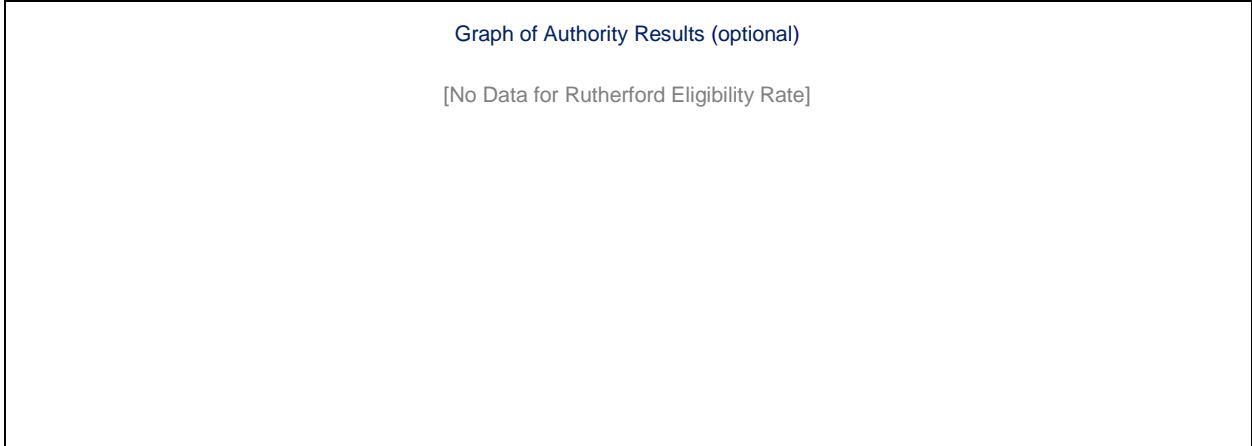 Graph of Authority Results (optional)
[No Data for Rutherford Eligibility Rate]